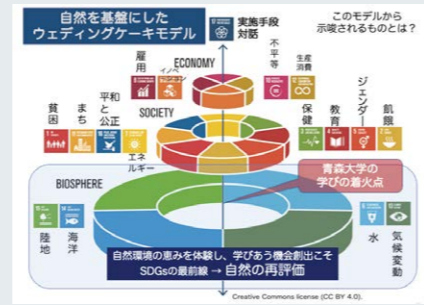 自然を基盤にした
ウェディングケーキモデル
実施手段
対話
このモデルから
示唆されるものとは？
雇用
イノベーション
ECONOMY
不平等
生産
消費
貧困
まち
平和と公正
SOCIETY
エネルギー
保健
教育
ジェンダー
飢餓
BIOSPHERE
青森大学の
学びの着火点
陸地
海洋
水
気候変動
自然環境の恵みを体験し、学びあう機会創出こそ
SDGsの最前線 → 自然の再評価
Creative Commons license (CC BY 4.0).